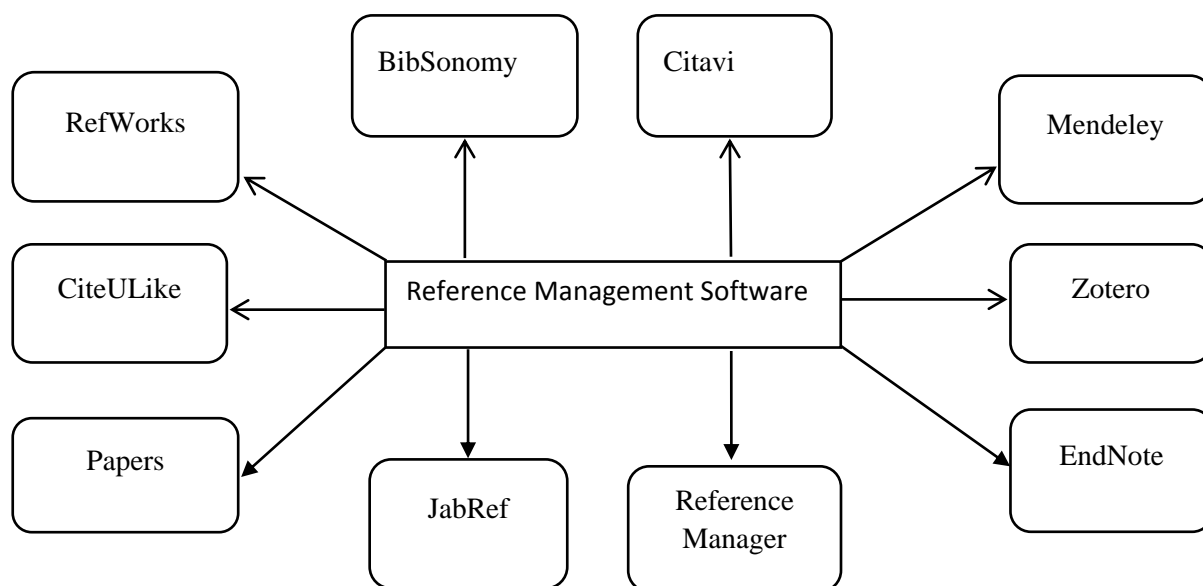 BibSonomy
Citavi
RefWorks
Mendeley
CiteULike
Reference Management Software
Zotero
Papers
JabRef
Reference
Manager
EndNote